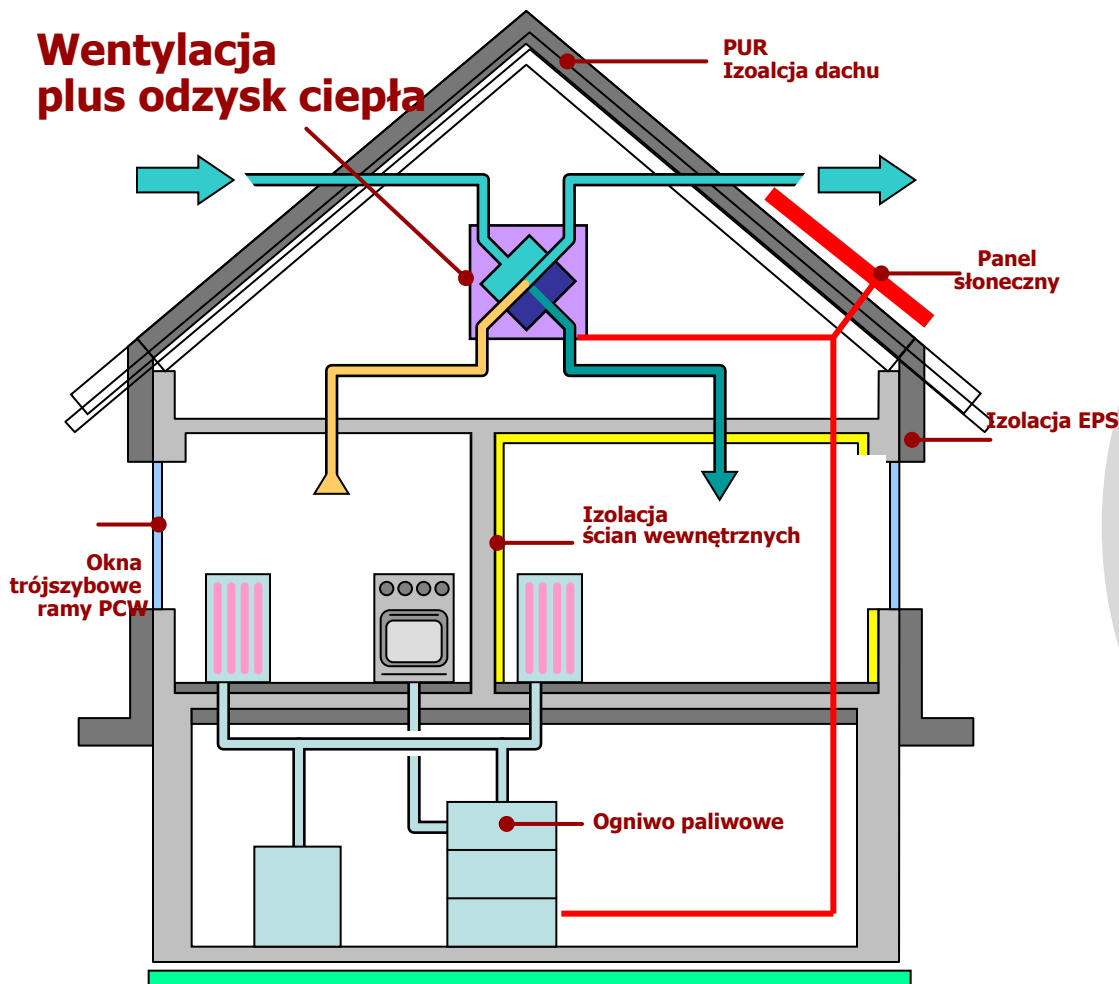 Wentylacja
plus odzysk ciepła
PUR
Izoalcja dachu
Panel
słoneczny
Izolacja EPS
Izolacja
ścian wewnętrznych
Okna
trójszybowe
ramy PCW
Ogniwo paliwowe